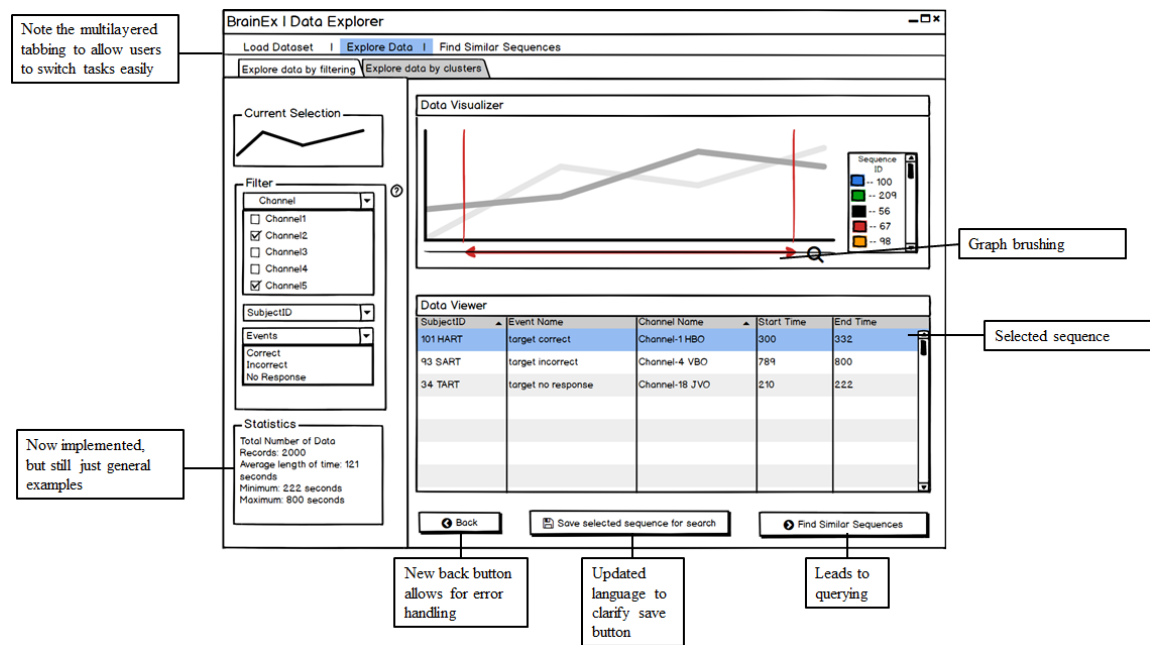 Note the multilayered
tabbing to allow users
to switch tasks easily
BrainEx I Data Explorer
Load Dataset I Explore Data I Find Similar Sequences
Explore data by filtering
Explore data by clusters
Current Selection
Filter
Channel
Channel1
Channel2
Channel3
Channel4
Channel5
SubjectID
Events
Correct
Incorrect
No Response
Statistics
Total Number of Data
Records: 2000
Average length of time: 121
seconds
Minimum: 222 seconds
Maximum: 800 seconds
Now implemented,
but still just general
examples
Data Visualizer
Sequence
ID
-- 100
-- 209
-- 56
-- 67
-- 98
Graph brushing
Data Viewer
SubjectID Event Name Channel Name Start Time End Time
101 HART target correct Channel-1 HBO 300 332
93 SART target incorrect Channel-4 VBO 789 800
34 TART target no response Channel-18 JVO 210 222
Selected sequence
Back
Save selected sequence for search
Find Similar Sequences
New back button
allows for error
handling
Updated
language to
clarify save
button
Leads to
querying